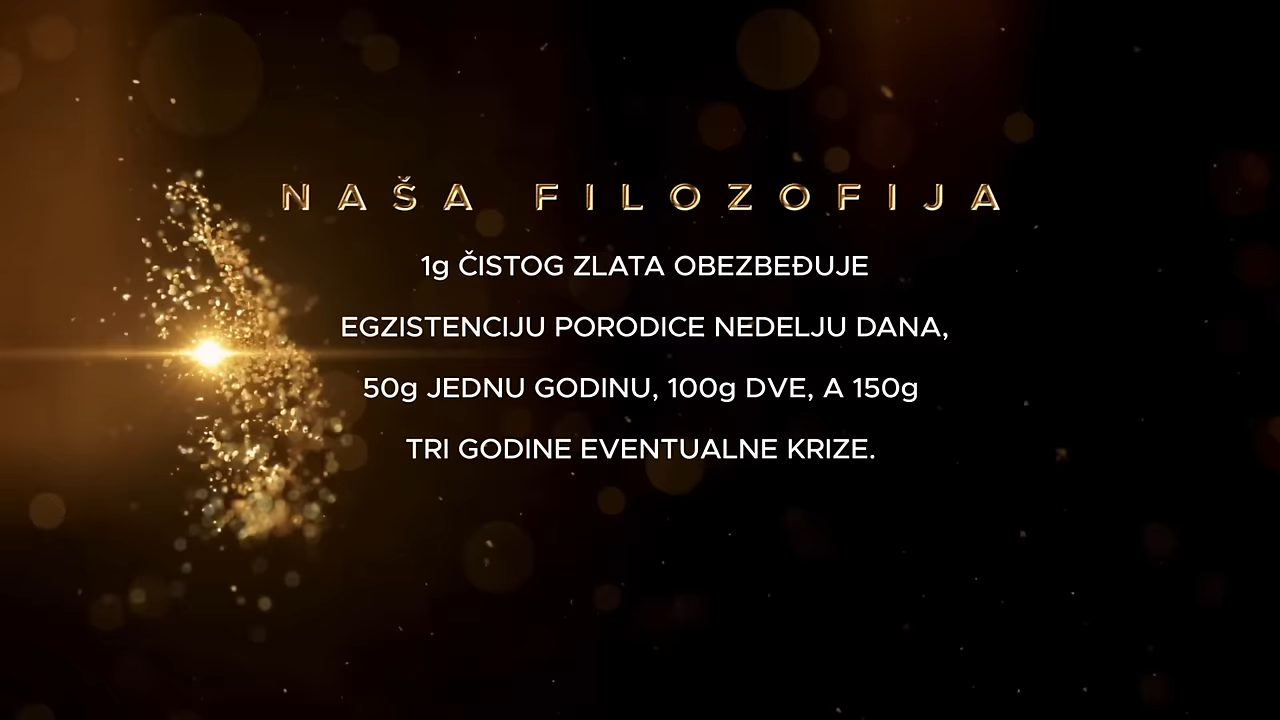 NAŠA FILOZOFIJA
1g ČISTOG ZLATA OBEZBEĐUJE
EGZISTENCIJU PORODICE NEDELJU DANA,
50g JEDNU GODINU, 100g DVE, A 150g
TRI GODINE EVENTUALNE KRIZE.